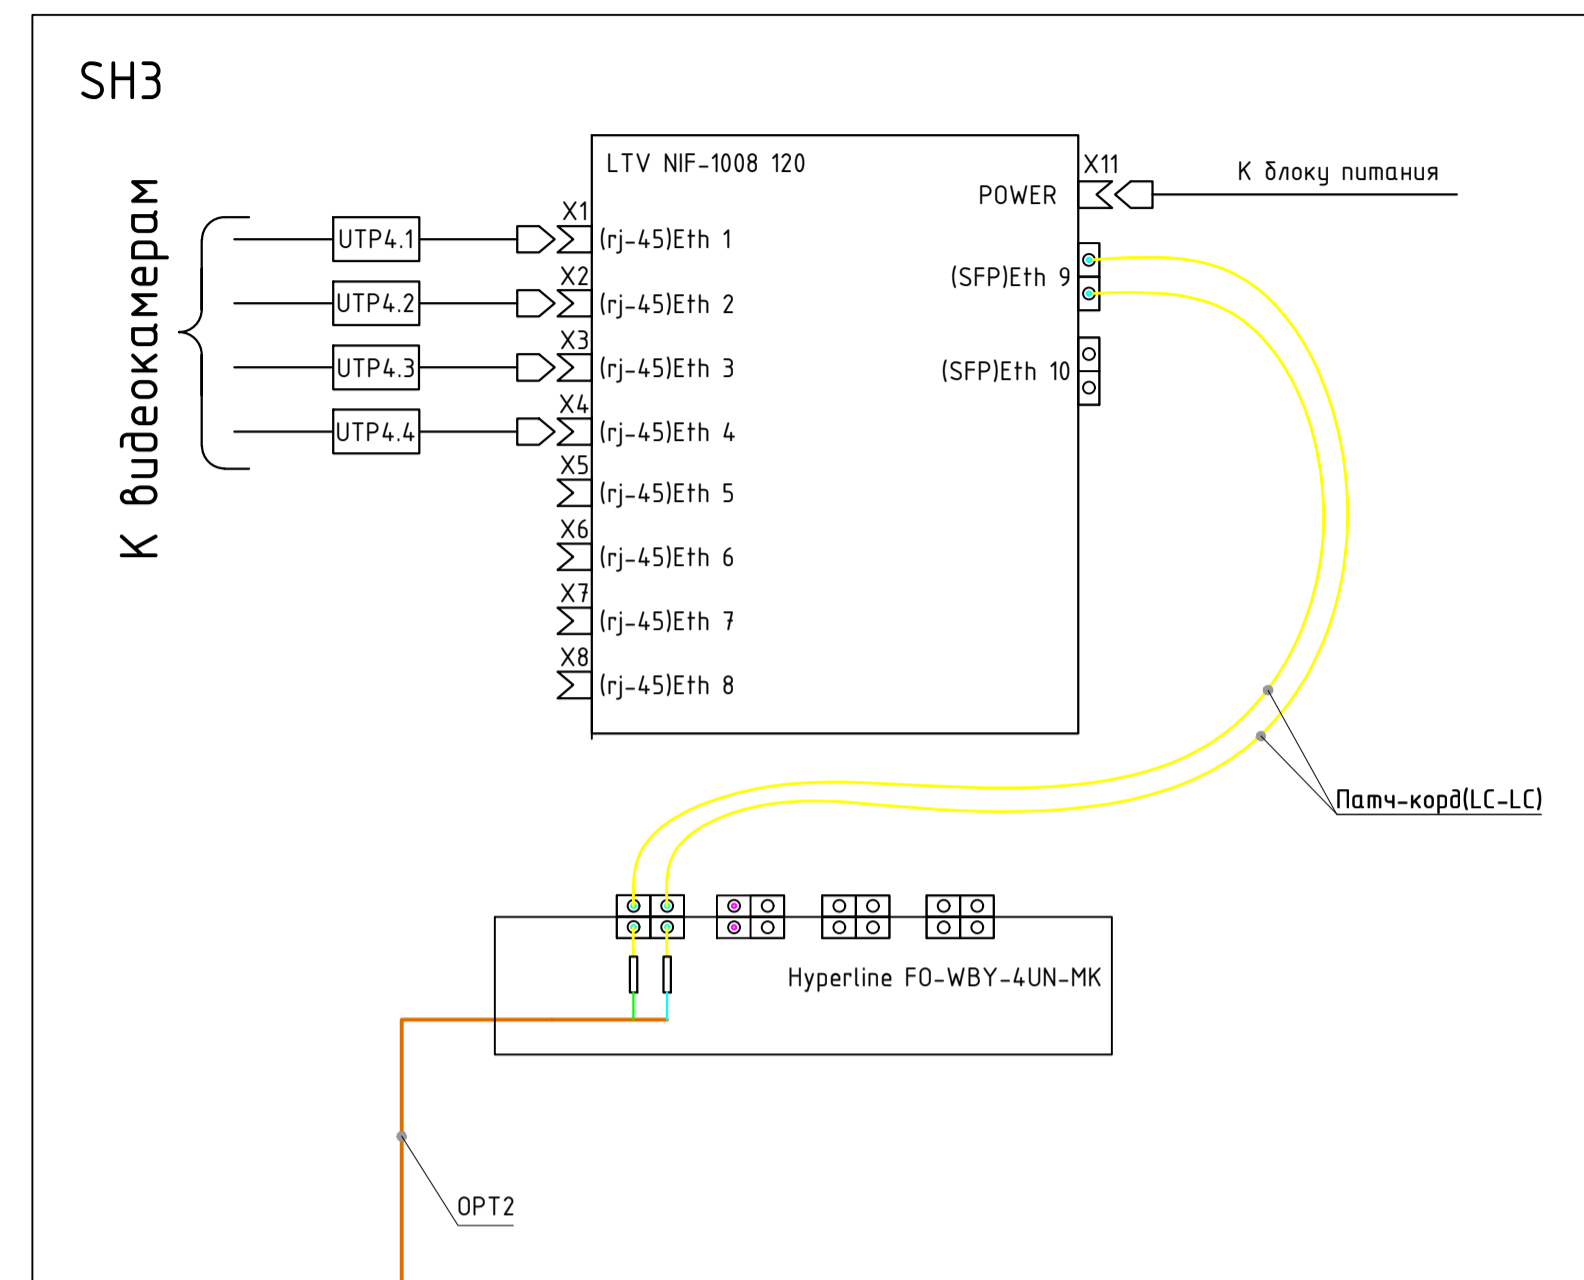 SH3
К видеокамерам
UTP4.1
UTP4.2
UTP4.3
UTP4.4
LTV NIF-1008 120
X1
(rj-45)Eth 1
X2
(rj-45)Eth 2
X3
(rj-45)Eth 3
X4
(rj-45)Eth 4
X5
(rj-45)Eth 5
X6
(rj-45)Eth 6
X7
(rj-45)Eth 7
X8
(rj-45)Eth 8
X11
POWER
К блоку питания
(SFP)Eth 9
(SFP)Eth 10
Патч-корд(LC-LC)
Hyperline FO-WBY-4UN-MK
OPT2